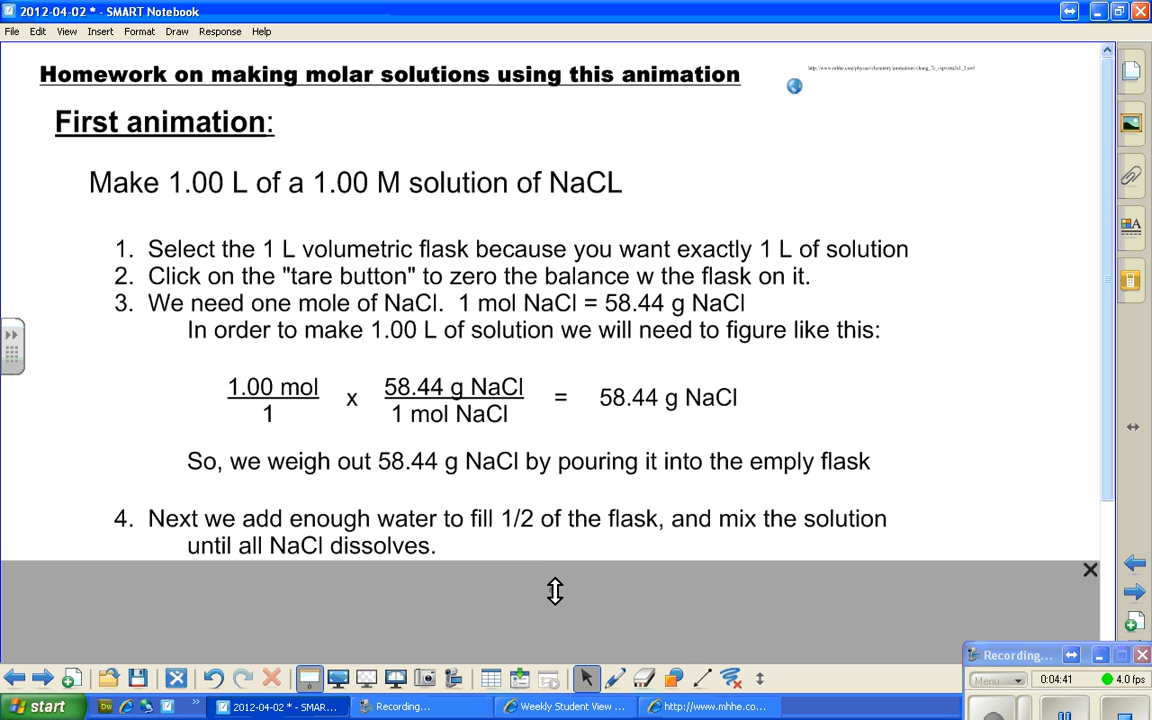 2012-04-02 * - SMART Notebook
File Edit View Insert Format Draw Response Help
Homework on making molar solutions using this animation
First animation:
Make 1.00 L of a 1.00 M solution of NaCL
1. Select the 1 L volumetric flask because you want exactly 1 L of solution
2. Click on the "tare button" to zero the balance w the flask on it.
3. We need one mole of NaCl. 1 mol NaCl = 58.44 g NaCl
In order to make 1.00 L of solution we will need to figure like this:
1.00 mol 58.44 g NaCl
x = 58.44 g NaCl
1 1 mol NaCl
So, we weigh out 58.44 g NaCl by pouring it into the emply flask
4. Next we add enough water to fill 1/2 of the flask, and mix the solution
until all NaCl dissolves.
Recording...
Menu 0:04:41 4.0 fps
start Dw 2012-04-02 * - SMAR... Recording... Weekly Student View ... http://www.mhhe.co...